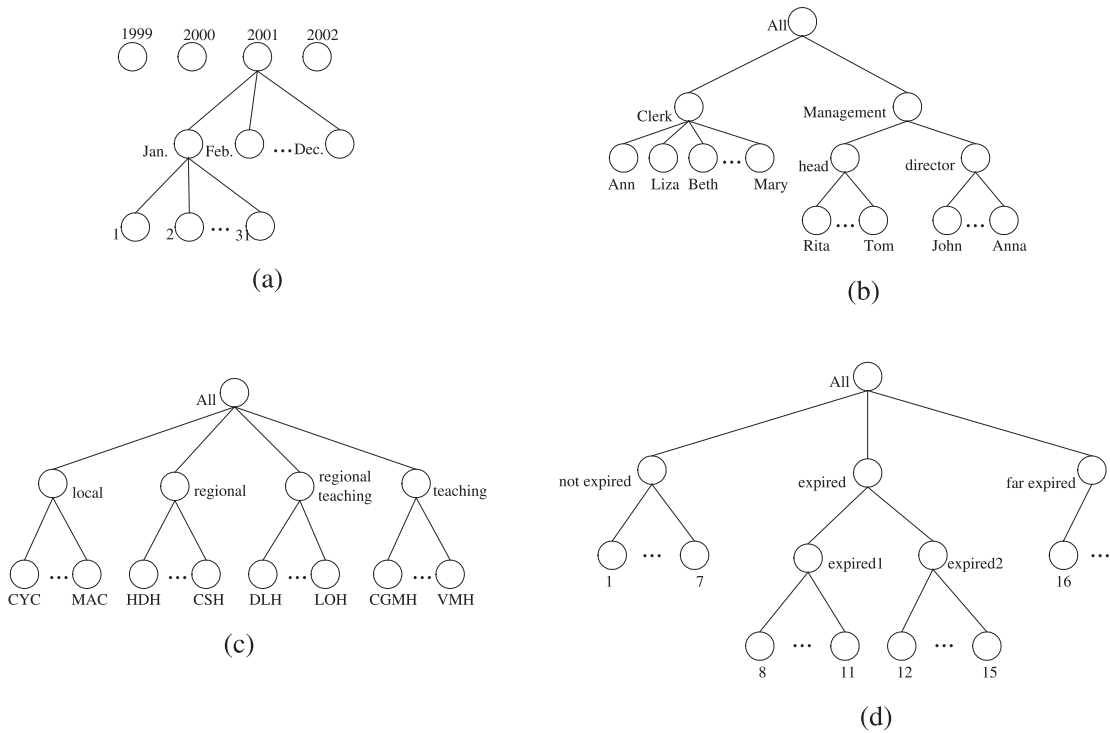 1999 2000 2001 2002
Jan. Feb. ...Dec.
1 2 ... 31
(a)
All
Clerk Management
head director
Ann Liza Beth ... Mary
Rita ... Tom John ... Anna
(b)
All
local regional regional teaching teaching
... ... ... ...
CYC MAC HDH CSH DLH LOH CGMH VMH
(c)
All
not expired expired far expired
... ...
1 7 16
expired1 expired2
... ...
8 11 12 15
(d)